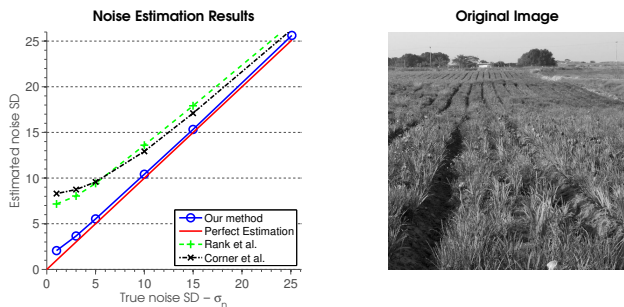 Noise Estimation Results
Estimated noise SD
25
20
15
10
5
0
0 5 10 15 20 25
True noise SD – σn
Our method
Perfect Estimation
Rank et al.
Corner et al.
Original Image